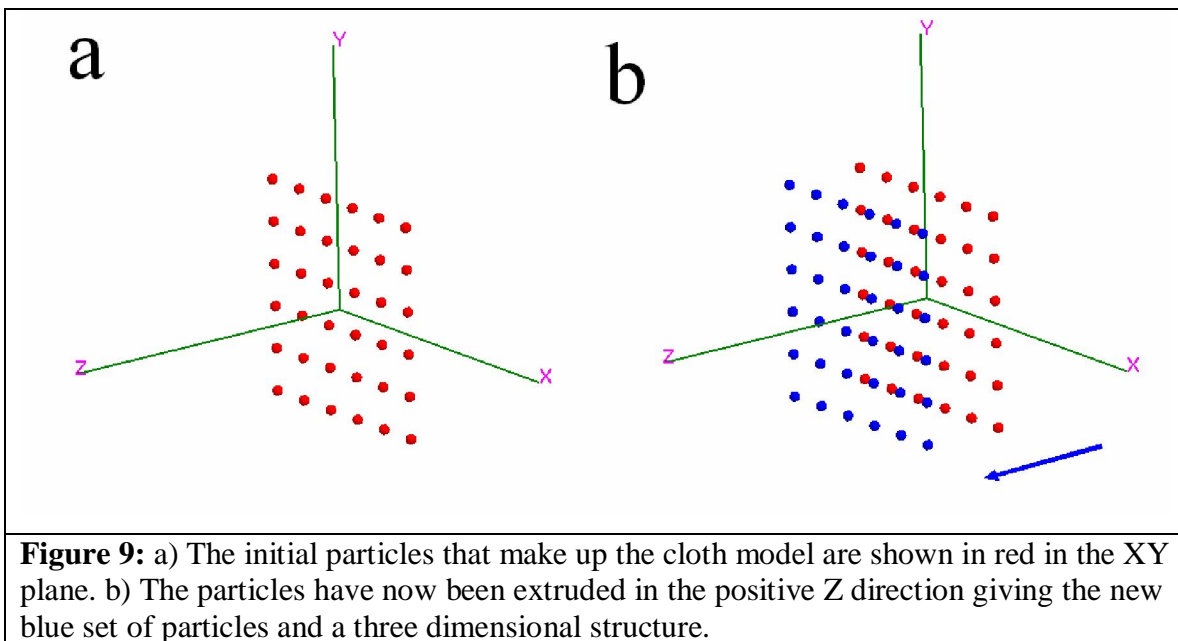 a
b
Y
Z
X
Y
Z
X
Figure 9: a) The initial particles that make up the cloth model are shown in red in the XY
plane. b) The particles have now been extruded in the positive Z direction giving the new
blue set of particles and a three dimensional structure.